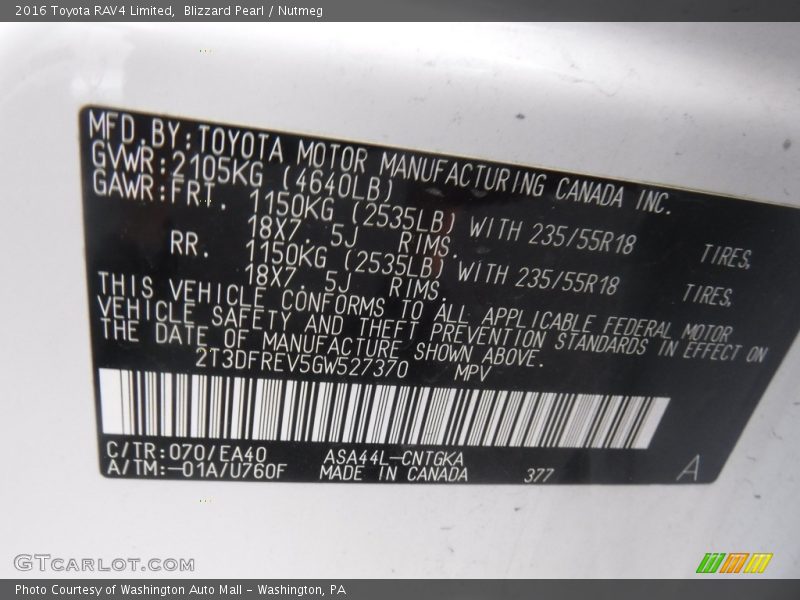 2016 Toyota RAV4 Limited, Blizzard Pearl / Nutmeg
MFD.BY:TOYOTA MOTOR MANUFACTURING CANADA INC.
GVWR:2105KG (4640LB)
GAWR:FRT. 1150KG (2535LB) WITH 235/55R18 TIRES,
18X7. 5J RIMS.
RR. 1150KG (2535LB) WITH 235/55R18 TIRES,
18X7. 5J RIMS.
THIS VEHICLE CONFORMS TO ALL APPLICABLE FEDERAL MOTOR
VEHICLE SAFETY AND THEFT PREVENTION STANDARDS IN EFFECT ON
THE DATE OF MANUFACTURE SHOWN ABOVE.
2T3DFREV5GW527370 MPV
C/TR:070/EA40 ASA44L-CNTGKA
A/TM:-01A/U760F MADE IN CANADA 377 A
GTCARLOT.COM
Photo Courtesy of Washington Auto Mall - Washington, PA